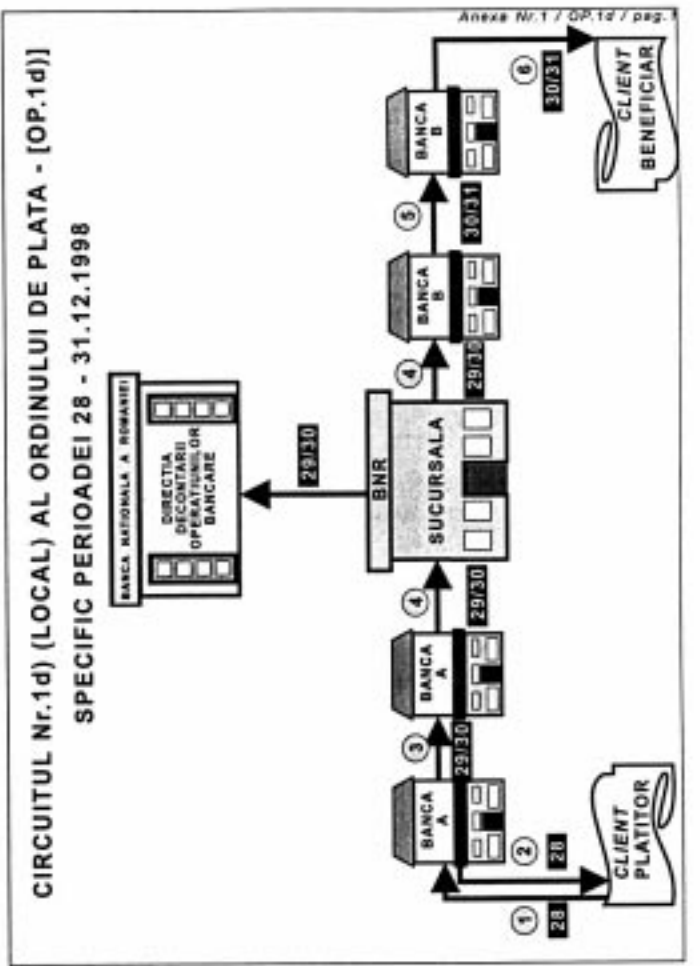 Anexa Nr.1 / OP.1d / pag.1
CIRCUITUL Nr.1d) (LOCAL) AL ORDINULUI DE PLATA - [OP.1d)]
SPECIFIC PERIOADEI 28 - 31.12.1998
BANCA NATIONALA A ROMANIEI
DIRECTIA
DECONTARII
OPERATIUNILOR
BANCARE
29/30
BNR
SUCURSALA
1
28
2
28
CLIENT
PLATITOR
BANCA
A
3
29/30
BANCA
A
4
29/30
4
29/30
BANCA
B
5
30/31
BANCA
B
6
30/31
CLIENT
BENEFICIAR